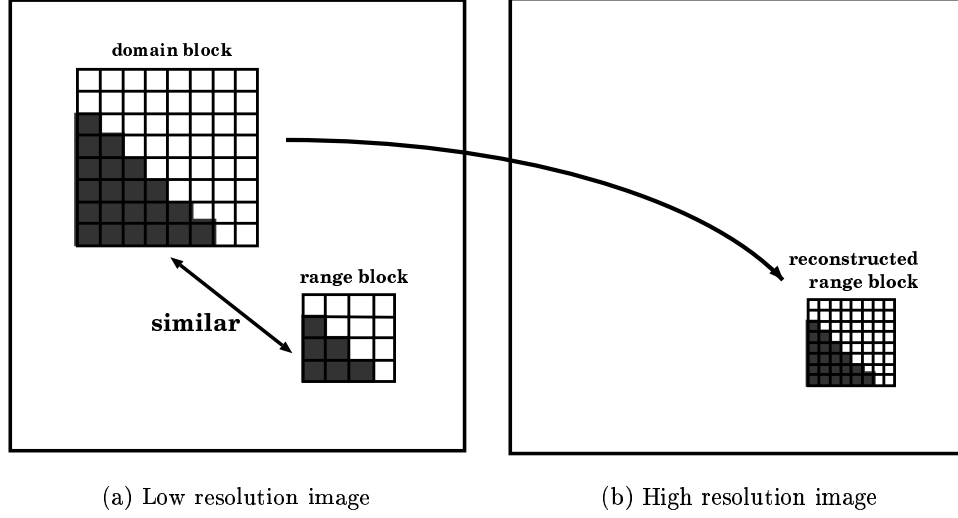 domain block
range block
similar
reconstructed
range block
(a) Low resolution image
(b) High resolution image